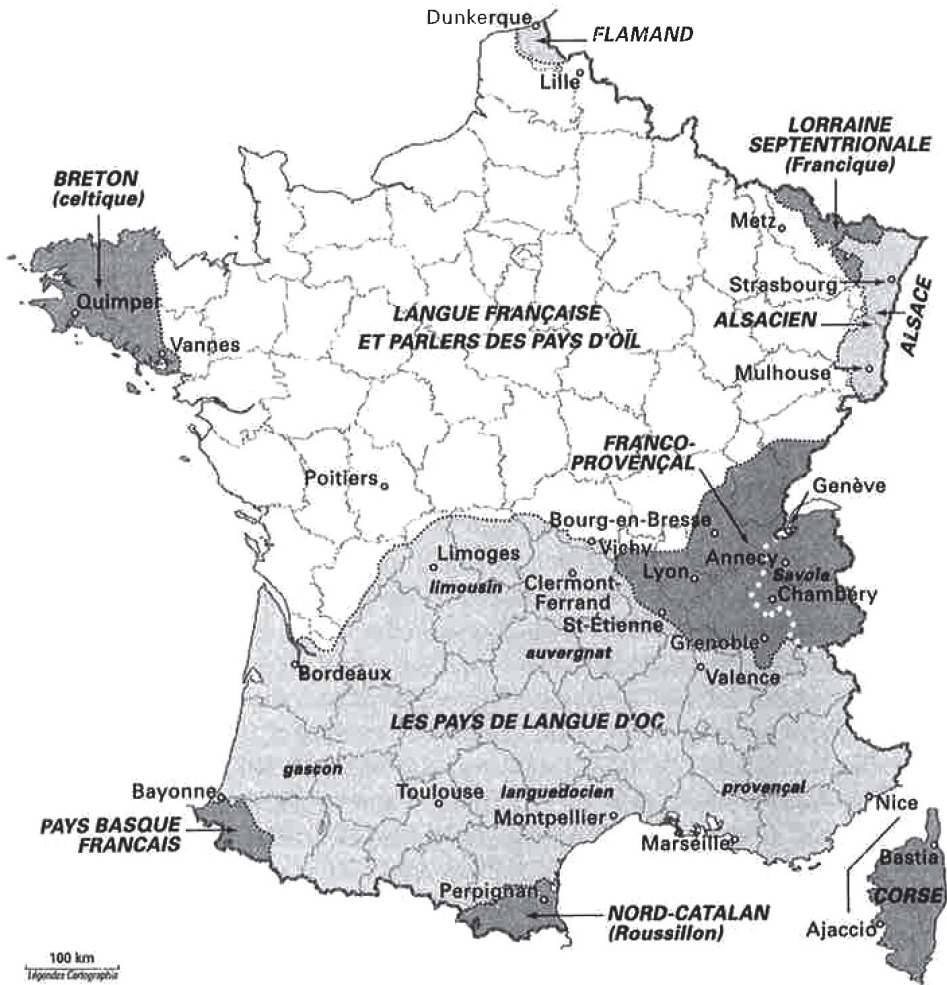 Dunkerque
FLAMAND
Lille
LORRAINE
SEPTENTRIONALE
(Francique)
BRETON
(celtique)
Metz
Strasbourg
Quimper
LANGUE FRANÇAISE
ET PARLERS DES PAYS D'OÏL
ALSACIEN
ALSACE
Vannes
Mulhouse
FRANCO-
PROVENÇAL
Poitiers
Genève
Bourg-en-Bresse
Vichy
Limoges
Annecy
Lyon
Savoie
limousin
Clermont-
Ferrand
Chambéry
St-Étienne
Grenoble
auvergnat
Bordeaux
Valence
LES PAYS DE LANGUE D'OC
gascon
provençal
Bayonne
Toulouse
languedocien
Nice
Montpellier
PAYS BASQUE
FRANCAIS
Marseille
Bastia
CORSE
Perpignan
NORD-CATALAN
(Roussillon)
Ajaccio
100 km
Légendes Cartographie